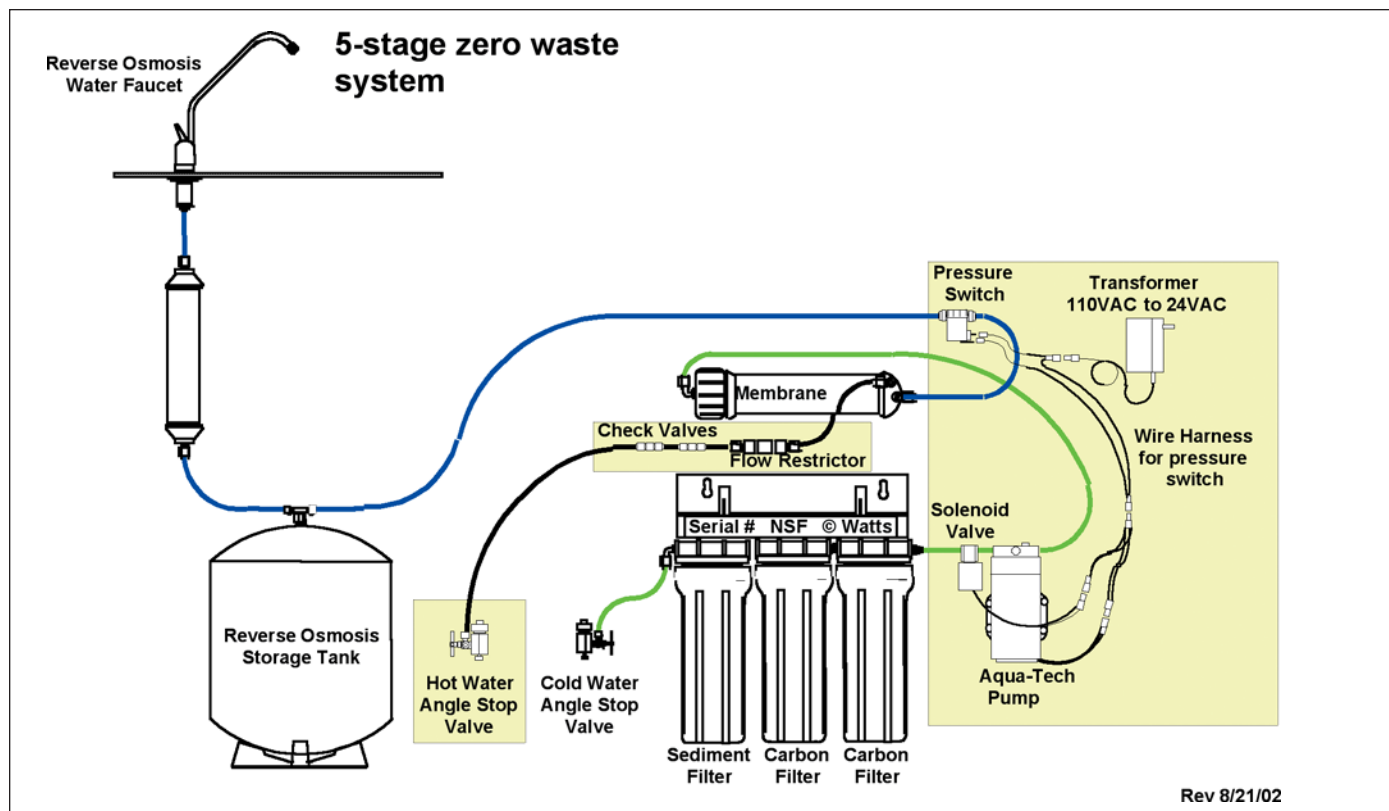 5-stage zero waste
system
Reverse Osmosis
Water Faucet
Pressure
Switch
Transformer
110VAC to 24VAC
Membrane
Check Valves
Flow Restrictor
Wire Harness
for pressure
switch
Solenoid
Valve
Serial # NSF © Watts
Reverse Osmosis
Storage Tank
Hot Water
Angle Stop
Valve
Cold Water
Angle Stop
Valve
Aqua-Tech
Pump
Sediment
Filter
Carbon
Filter
Carbon
Filter
Rev 8/21/02